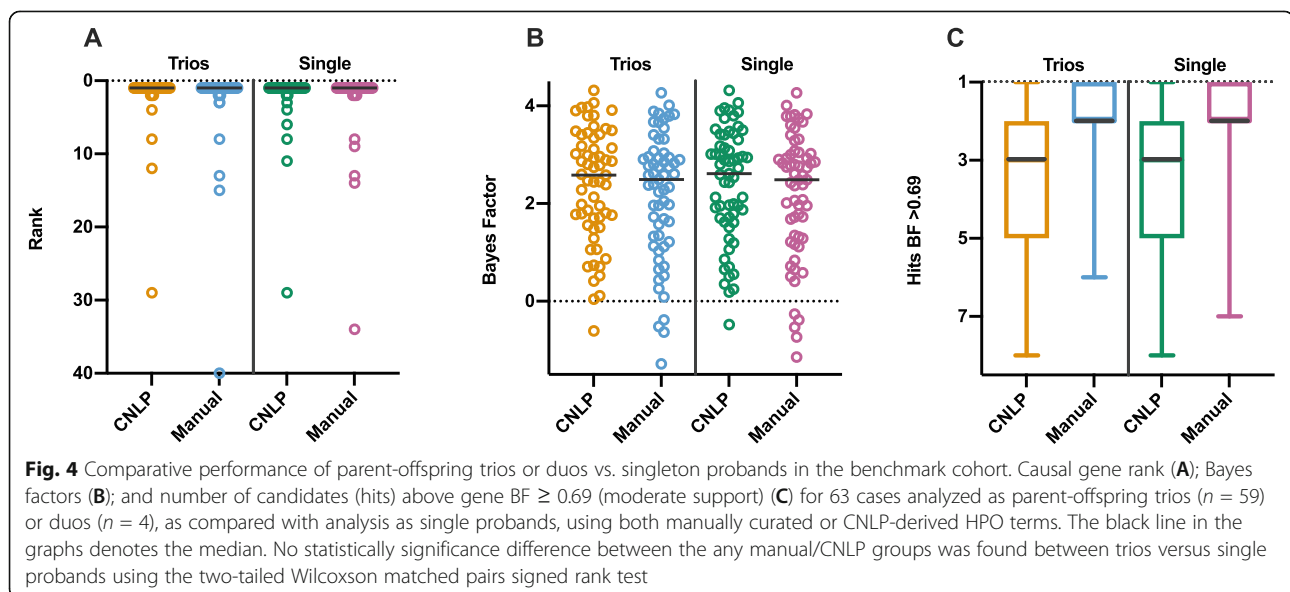 A
Trios
Single
0
10
20
30
40
Rank
CNLP
Manual
CNLP
Manual
B
Trios
Single
4
2
0
Bayes Factor
CNLP
Manual
CNLP
Manual
C
Trios
Single
1
3
5
7
Hits BF >0.69
CNLP
Manual
CNLP
Manual
Fig. 4 Comparative performance of parent-offspring trios or duos vs. singleton probands in the benchmark cohort. Causal gene rank (A); Bayes
factors (B); and number of candidates (hits) above gene BF ≥ 0.69 (moderate support) (C) for 63 cases analyzed as parent-offspring trios (n = 59)
or duos (n = 4), as compared with analysis as single probands, using both manually curated or CNLP-derived HPO terms. The black line in the
graphs denotes the median. No statistically significance difference between the any manual/CNLP groups was found between trios versus single
probands using the two-tailed Wilcoxson matched pairs signed rank test